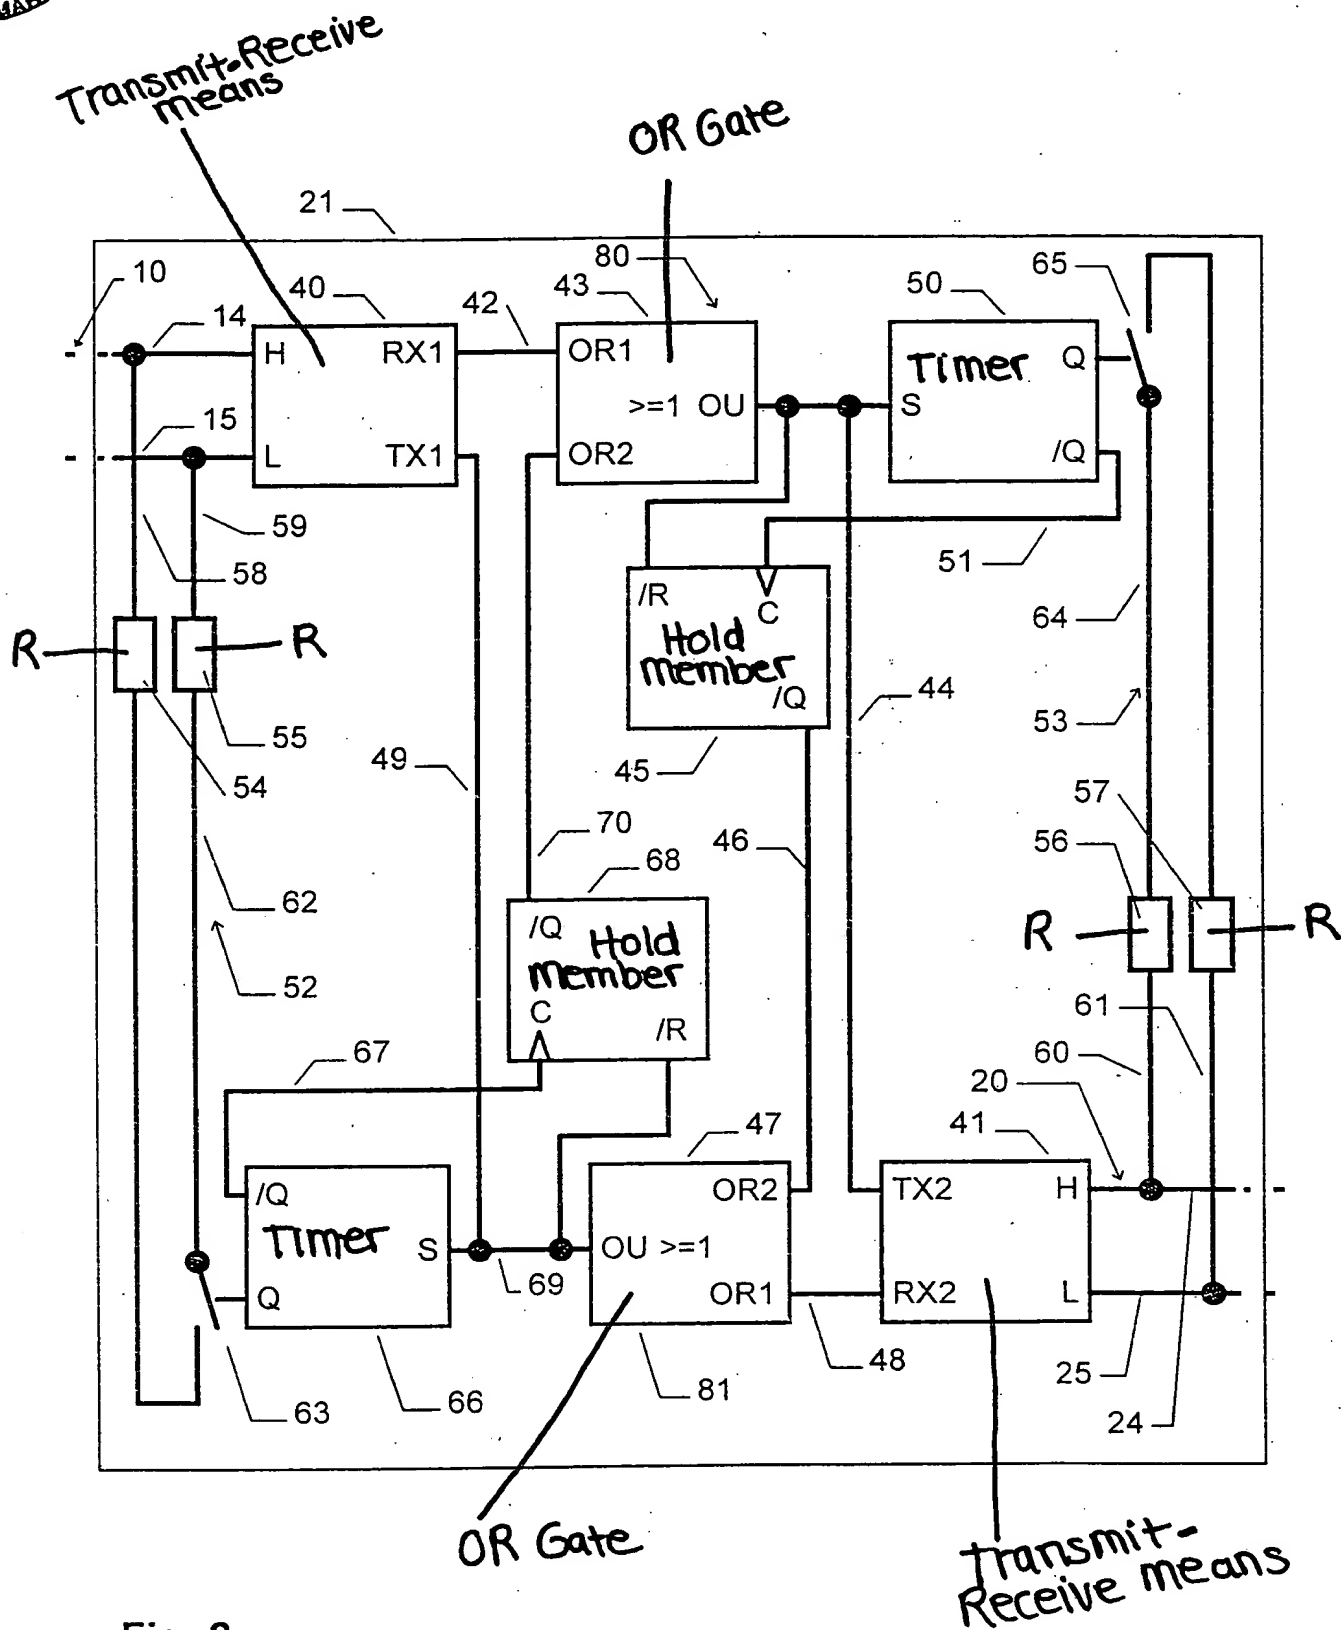 Transmit-Receive
means
OR Gate
21
10
14
40
42
43
80
50
65
H
RX1
OR1
Timer
Q
15
>=1 OU
S
L
TX1
OR2
/Q
59
58
51
/R
C
64
R
R
Hold
member
/Q
44
53
55
45
54
49
57
70
46
56
68
62
/Q
Hold
member
R
R
52
C
/R
61
67
60
20
47
41
/Q
OR2
TX2
H
Timer
S
OU >=1
69
Q
OR1
RX2
L
48
25
81
66
63
24
OR Gate
Transmit-
Receive means